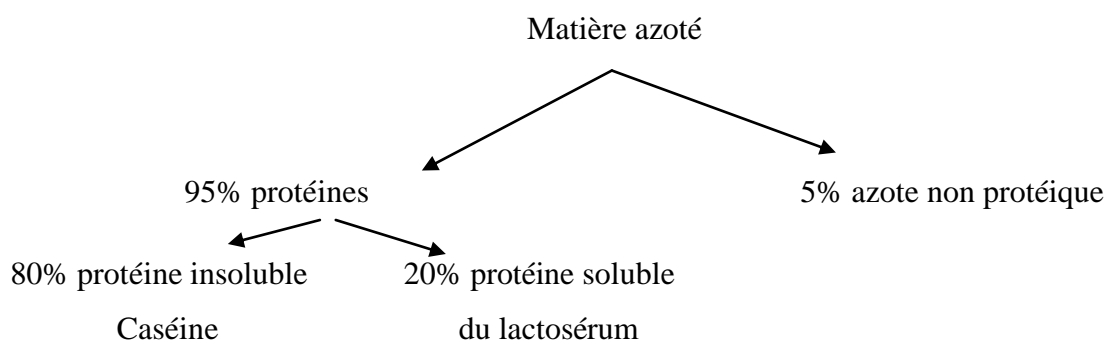 Matière azoté
95% protéines
5% azote non protéique
80% protéine insoluble
20% protéine soluble
Caséine
du lactosérum